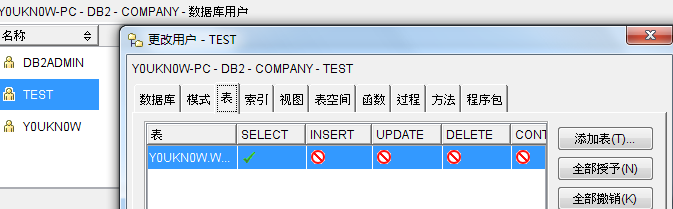 Y0UKN0W-PC - DB2 - COMPANY - 数据库用户
名称
DB2ADMIN
TEST
Y0UKN0W
更改用户 - TEST
Y0UKN0W-PC - DB2 - COMPANY - TEST
数据库 模式 表 索引 视图 表空间 函数 过程 方法 程序包
表 SELECT INSERT UPDATE DELETE CONT
Y0UKN0W.W...
添加表(T)...
全部授予(N)
全部撤销(K)